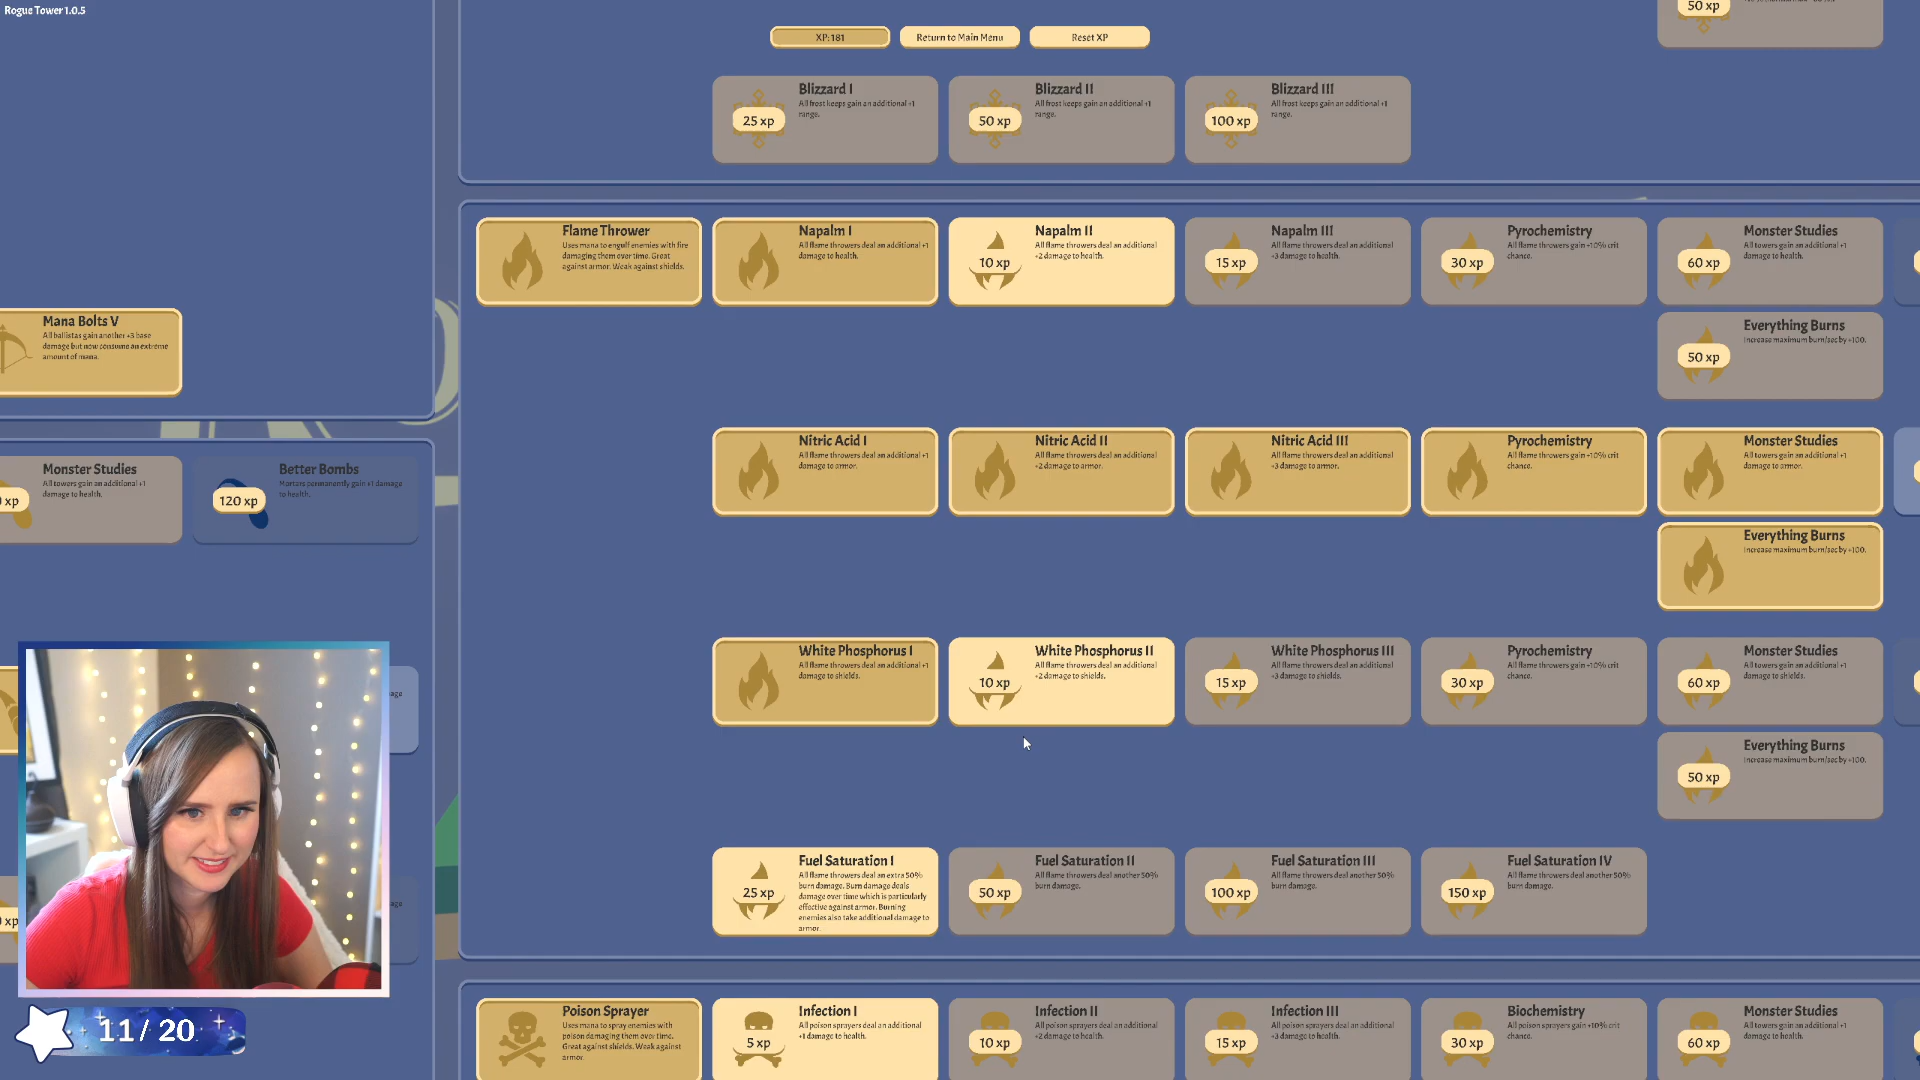 Rogue Tower 1.0.5
50 xp
XP: 181
Return to Main Menu
Reset XP
Blizzard I
All frost keeps gain an additional +1
range.
25 xp
Blizzard II
All frost keeps gain an additional +1
range.
50 xp
Blizzard III
All frost keeps gain an additional +1
range.
100 xp
Flame Thrower
Uses mana to engulf enemies with fire
damaging them over time. Great
against armor. Weak against shields.
Napalm I
All flame throwers deal an additional +1
damage to health.
Napalm II
All flame throwers deal an additional
+2 damage to health.
10 xp
Napalm III
All flame throwers deal an additional
+3 damage to health.
15 xp
Pyrochemistry
All flame throwers gain +10% crit
chance.
30 xp
Monster Studies
All towers gain an additional +1
damage to health.
60 xp
Everything Burns
Increase maximum burn/sec by +100.
50 xp
Mana Bolts V
All ballistas gain another +3 base
damage but now consume an extreme
amount of mana.
Nitric Acid I
All flame throwers deal an additional +1
damage to armor.
Nitric Acid II
All flame throwers deal an additional
+2 damage to armor.
Nitric Acid III
All flame throwers deal an additional
+3 damage to armor.
Pyrochemistry
All flame throwers gain +10% crit
chance.
Monster Studies
All towers gain an additional +1
damage to armor.
Everything Burns
Increase maximum burn/sec by +100.
Monster Studies
All towers gain an additional +1
damage to health.
xp
Better Bombs
Mortars permanently gain +1 damage
to health.
120 xp
White Phosphorus I
All flame throwers deal an additional +1
damage to shields.
White Phosphorus II
All flame throwers deal an additional
+2 damage to shields.
10 xp
White Phosphorus III
All flame throwers deal an additional
+3 damage to shields.
15 xp
Pyrochemistry
All flame throwers gain +10% crit
chance.
30 xp
Monster Studies
All towers gain an additional +1
damage to shields.
60 xp
Everything Burns
Increase maximum burn/sec by +100.
50 xp
Fuel Saturation I
All flame throwers deal an extra 50%
burn damage. Burn damage deals
damage over time which is particularly
effective against armor. Burning
enemies also take additional damage to
armor.
25 xp
Fuel Saturation II
All flame throwers deal another 50%
burn damage.
50 xp
Fuel Saturation III
All flame throwers deal another 50%
burn damage.
100 xp
Fuel Saturation IV
All flame throwers deal another 50%
burn damage.
150 xp
xp
Poison Sprayer
Uses mana to spray enemies with
poison damaging them over time.
Great against shields. Weak against
armor.
Infection I
All poison sprayers deal an additional
+1 damage to health.
5 xp
Infection II
All poison sprayers deal an additional
+2 damage to health.
10 xp
Infection III
All poison sprayers deal an additional
+3 damage to health.
15 xp
Biochemistry
All poison sprayers gain +10% crit
chance.
30 xp
Monster Studies
All towers gain an additional +1
damage to health.
60 xp
11 / 20